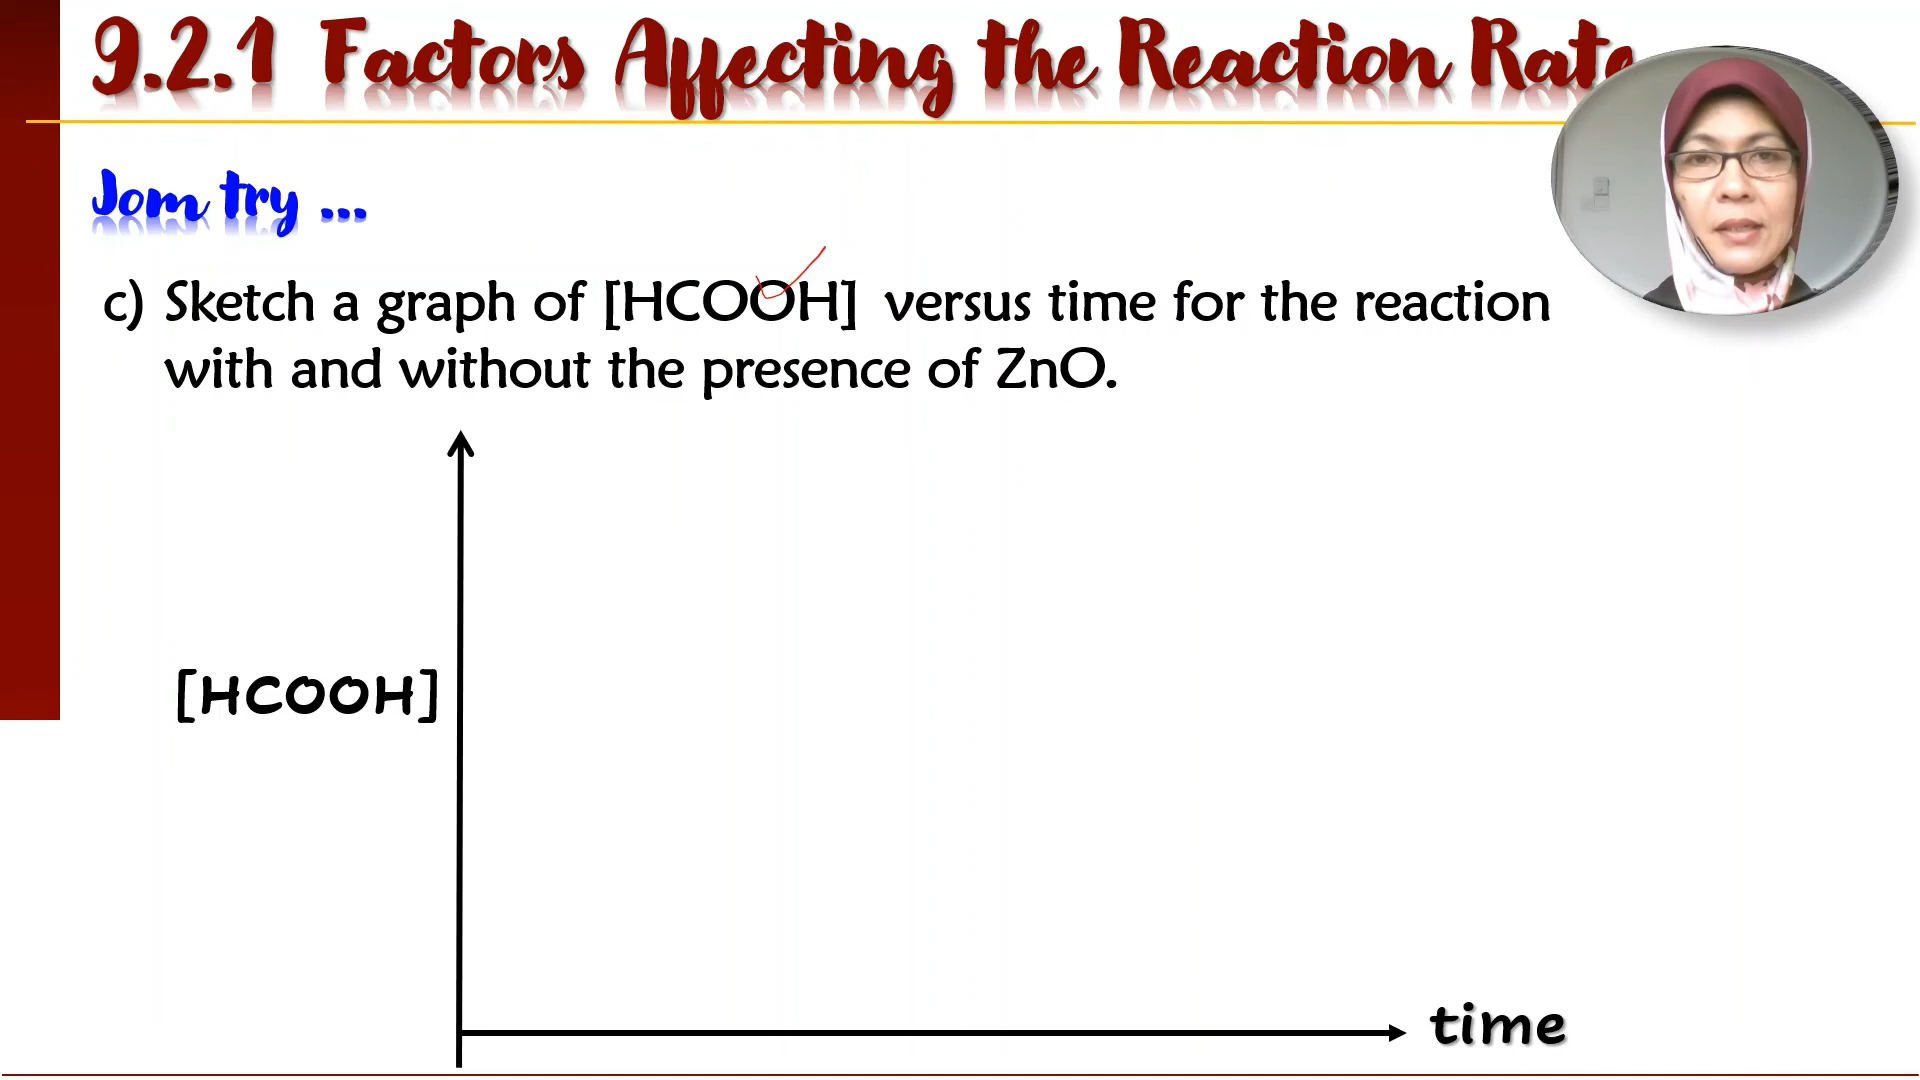 9.2.1 Factors Affecting the Reaction Rate
Jom try ...
c) Sketch a graph of [HCOOH] versus time for the reaction
with and without the presence of ZnO.
[HCOOH]
time